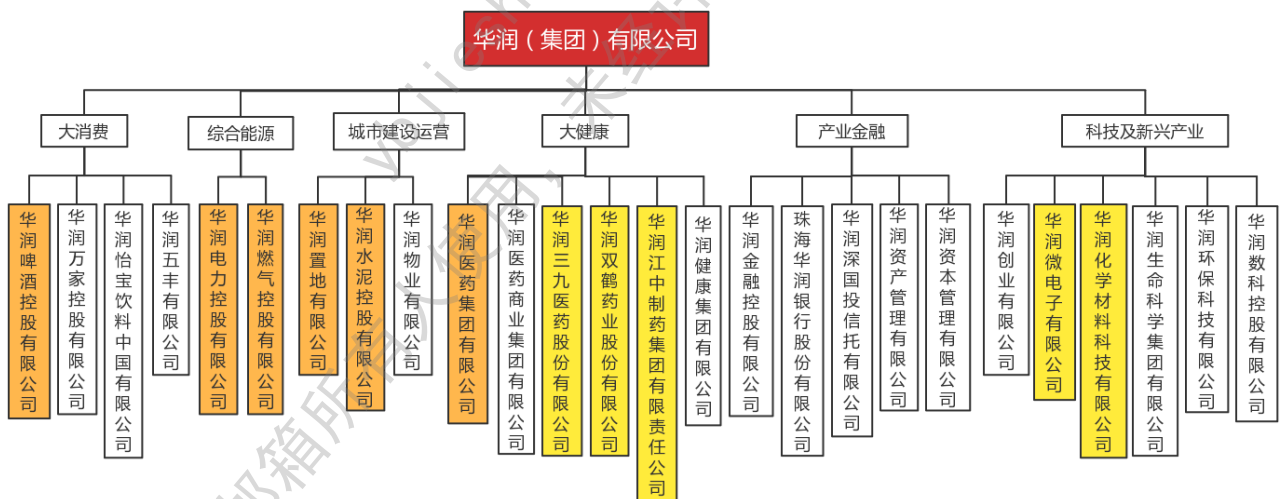 华润（集团）有限公司
大消费
综合能源
城市建设运营
大健康
产业金融
科技及新兴产业
华润啤酒控股有限公司
华润万家控股有限公司
华润怡宝饮料中国有限公司
华润五丰有限公司
华润电力控股有限公司
华润燃气控股有限公司
华润置地有限公司
华润水泥控股有限公司
华润物业有限公司
华润医药集团有限公司
华润医药商业集团有限公司
华润三九医药股份有限公司
华润双鹤药业股份有限公司
华润江中制药集团有限责任公司
华润健康集团有限公司
华润金融控股有限公司
珠海华润银行股份有限公司
华润深国投信托有限公司
华润资产管理有限公司
华润资本管理有限公司
华润创业有限公司
华润微电子有限公司
华润化学材料科技有限公司
华润生命科学集团有限公司
华润环保科技有限公司
华润数科控股有限公司
邮箱所有人使用，未经